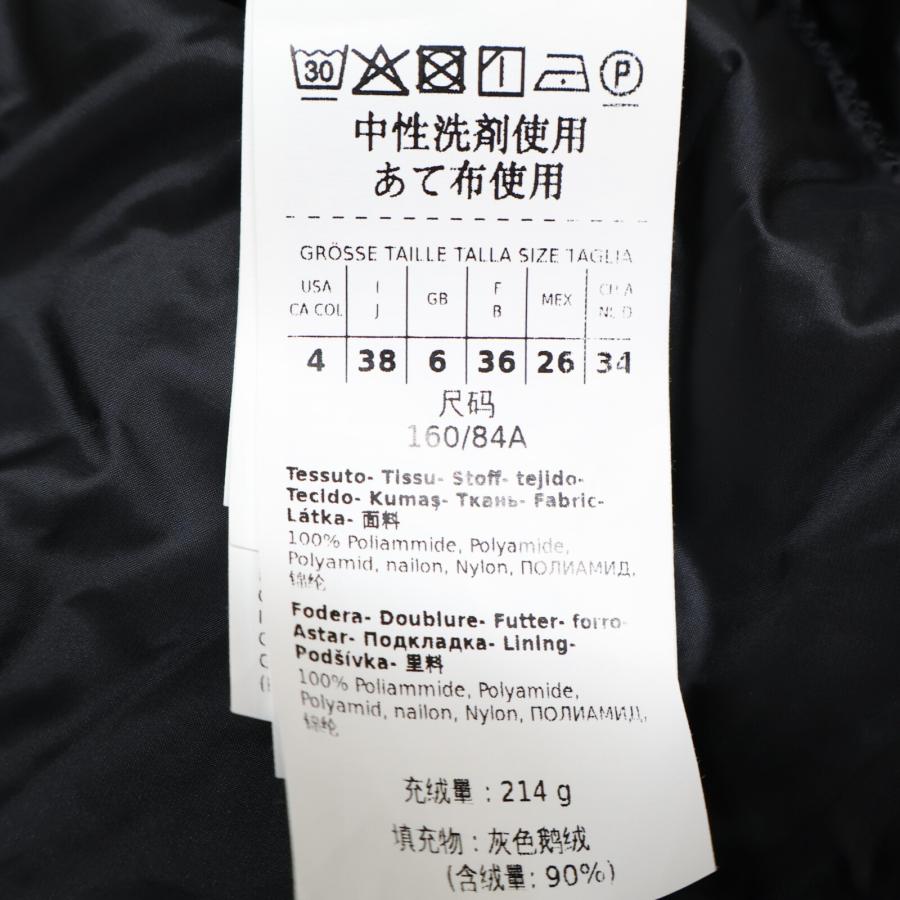 30 P
中性洗剤使用
あて布使用
GRÖSSE TAILLE TALLA SIZE TAGLIA
USA I GB F MEX CH A
CA COL J B NL D
4 38 6 36 26 34
尺码
160/84A
Tessuto- Tissu- Stoff- tejido-
Tecido- Kumaş- Ткань- Fabric-
Látka- 面料
100% Poliammide, Polyamide,
Polyamid, nailon, Nylon, ПОЛИАМИД,
锦纶
Fodera- Doublure- Futter- forro-
Astar- Подкладка- Lining-
Podšívka- 里料
100% Poliammide, Polyamide,
Polyamid, nailon, Nylon, ПОЛИАМИД,
锦纶
充绒量 : 214 g
填充物 : 灰色鹅绒
(含绒量: 90%)